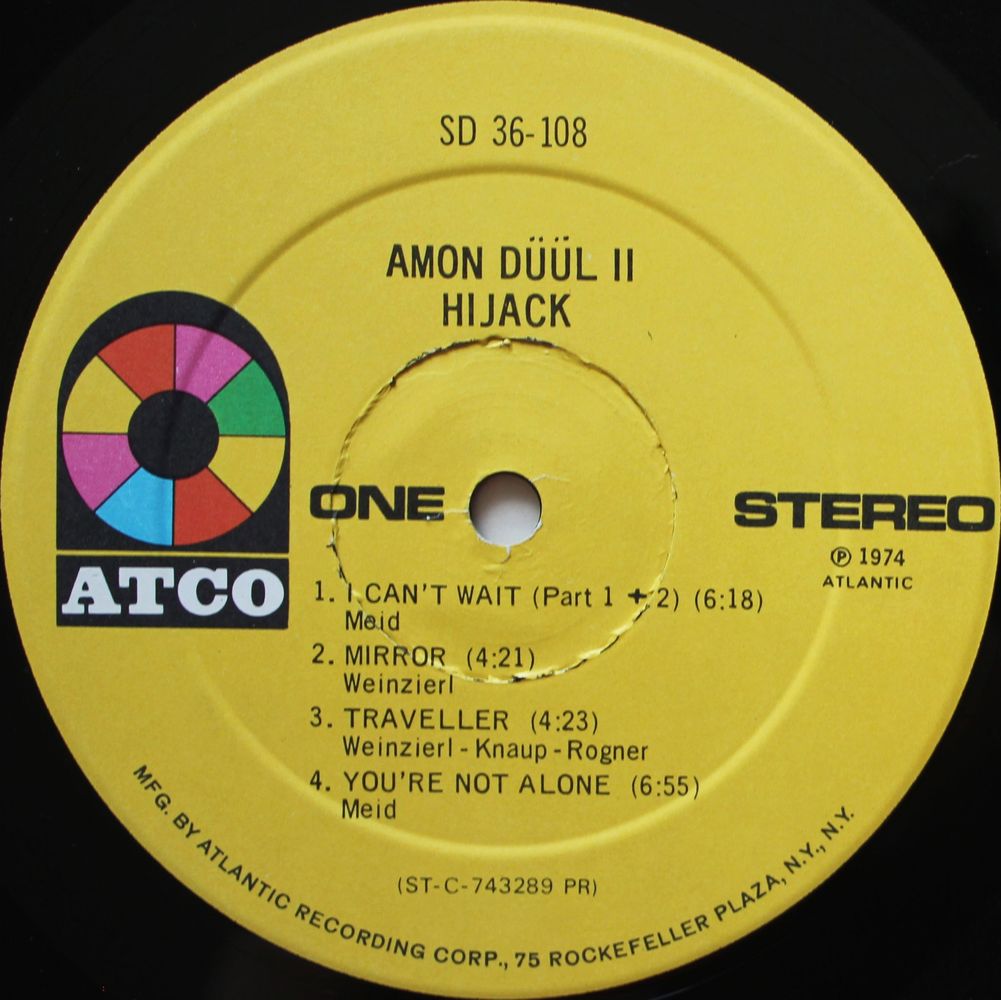 SD 36-108
AMON DÜÜL II
HIJACK
ATCO
ONE
STEREO
℗ 1974
ATLANTIC
1. I CAN'T WAIT (Part 1 + 2) (6:18)
Meid
2. MIRROR (4:21)
Weinzierl
3. TRAVELLER (4:23)
Weinzierl - Knaup - Rogner
4. YOU'RE NOT ALONE (6:55)
Meid
(ST-C-743289 PR)
MFG. BY ATLANTIC RECORDING CORP., 75 ROCKEFELLER PLAZA, N.Y., N.Y.